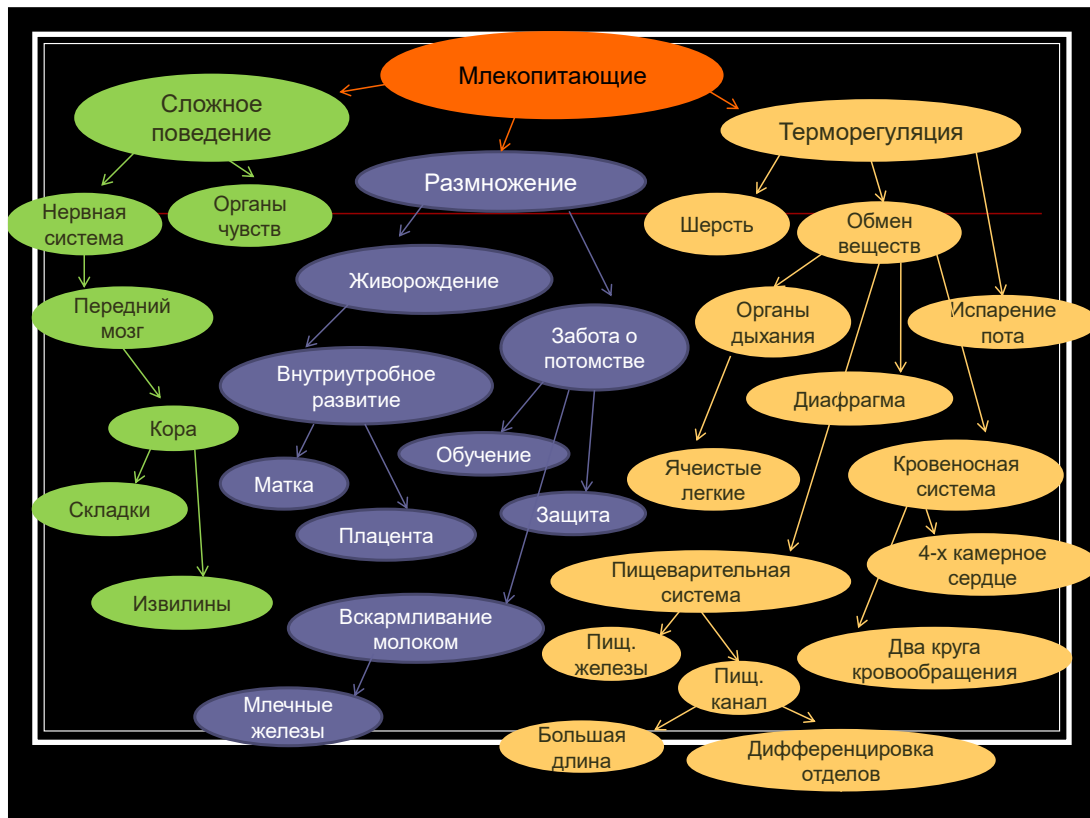 Млекопитающие
Сложное
поведение
Терморегуляция
Размножение
Нервная
система
Органы
чувств
Шерсть
Обмен
веществ
Живорождение
Передний
мозг
Забота о
потомстве
Органы
дыхания
Испарение
пота
Внутриутробное
развитие
Диафрагма
Кора
Обучение
Матка
Ячеистые
легкие
Кровеносная
система
Складки
Плацента
Защита
4-х камерное
сердце
Пищеварительная
система
Извилины
Вскармливание
молоком
Пищ.
железы
Два круга
кровообращения
Пищ.
канал
Млечные
железы
Большая
длина
Дифференцировка
отделов